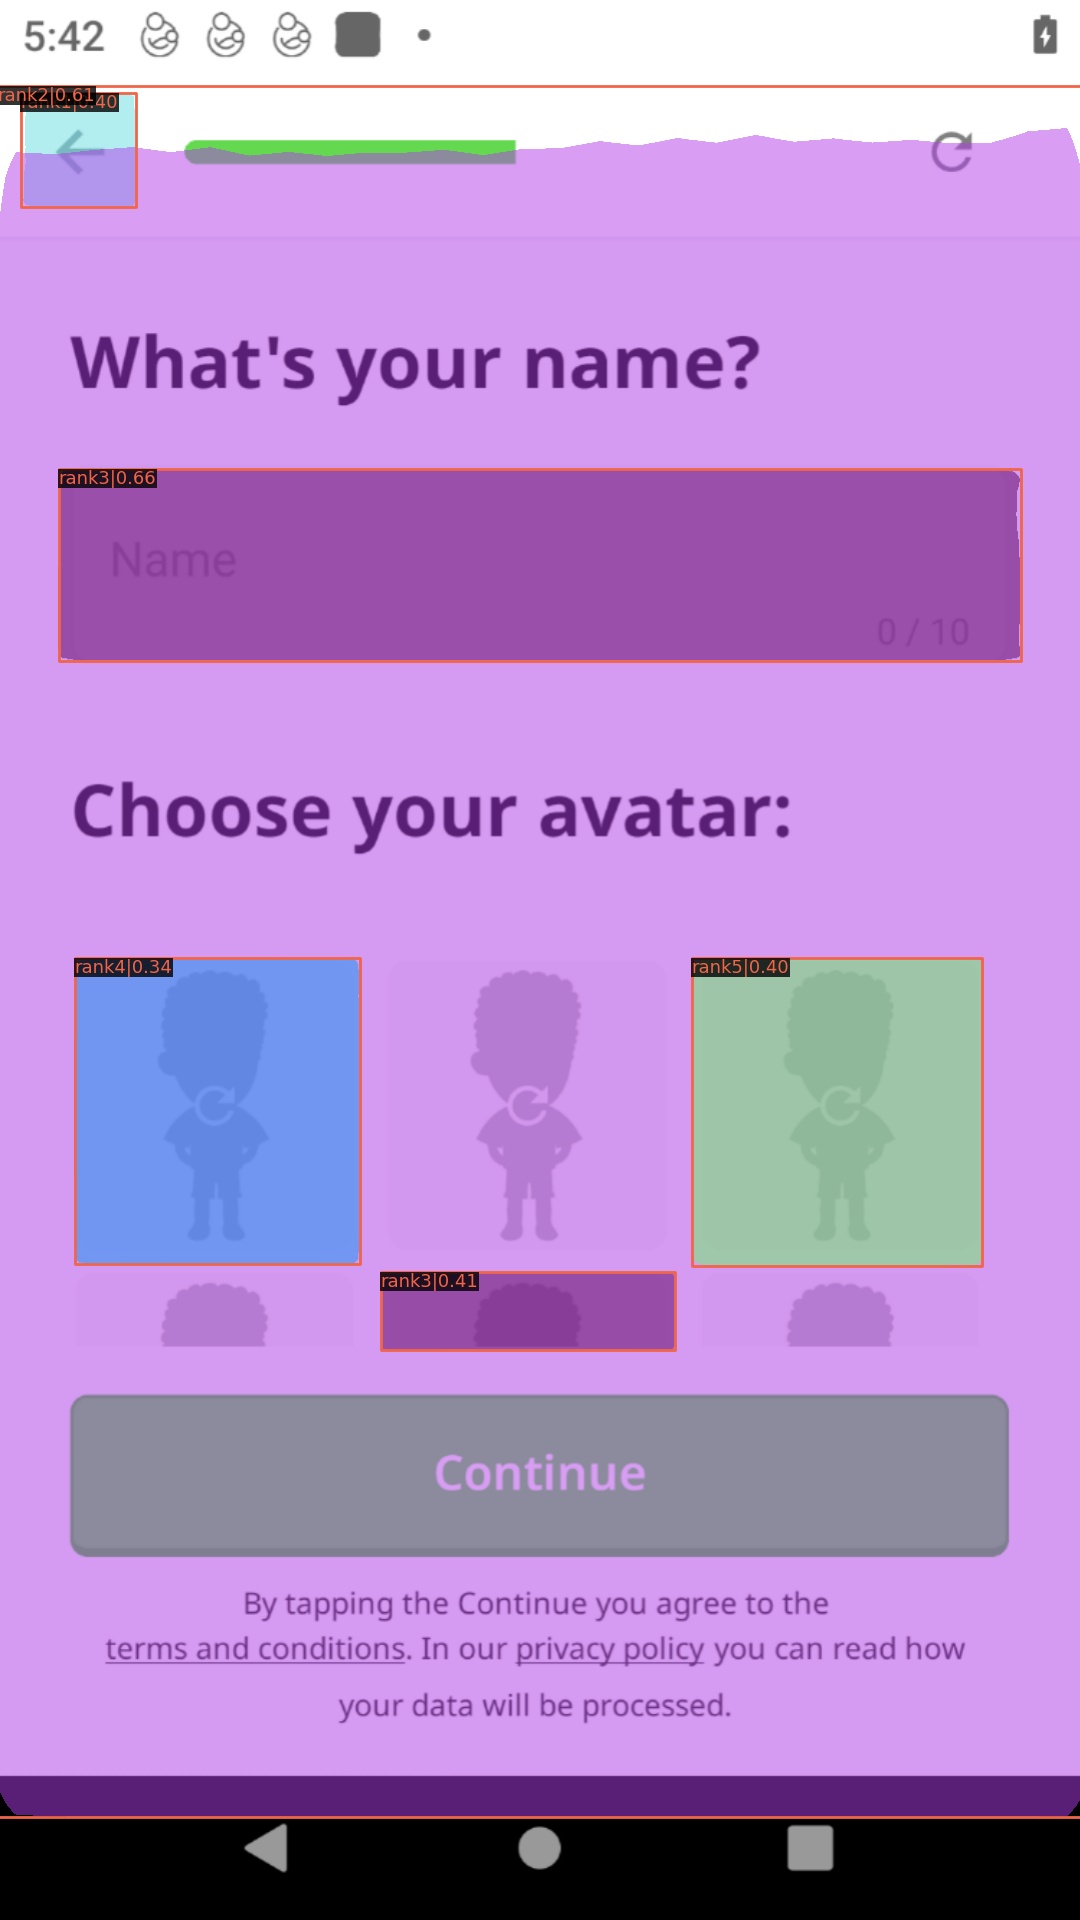 5:42
rank2|0.61
rank1|0.40
What's your name?
rank3|0.66
Name
0 / 10
Choose your avatar:
rank4|0.34
rank5|0.40
rank3|0.41
Continue
By tapping the Continue you agree to the
terms and conditions. In our privacy policy you can read how
your data will be processed.